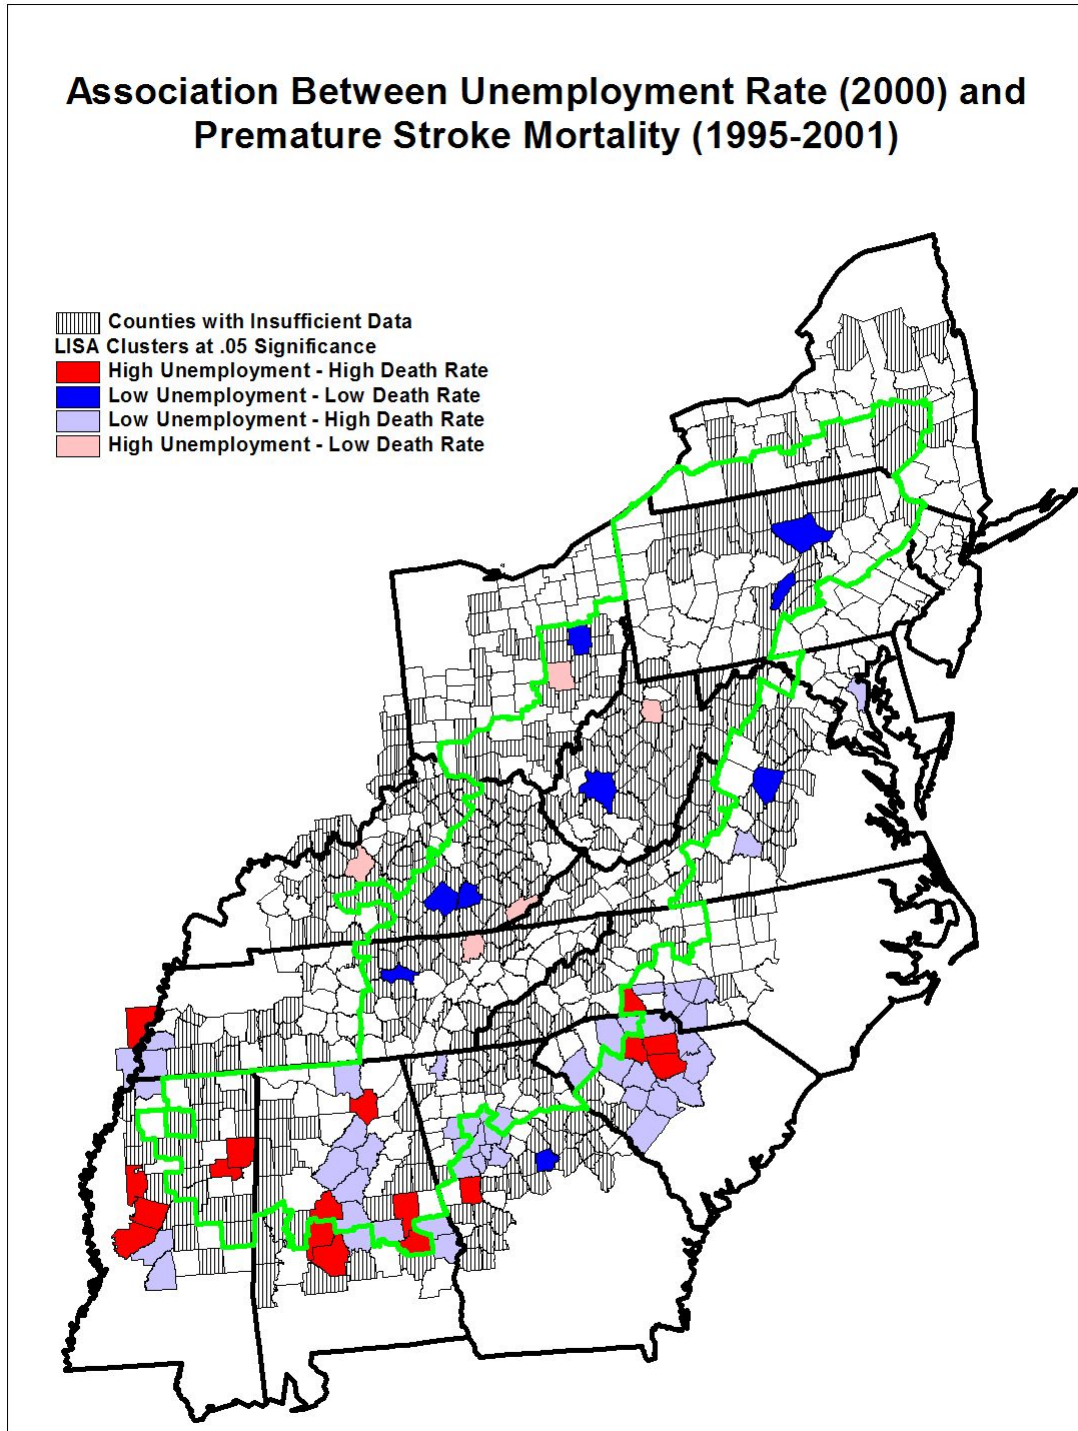 Association Between Unemployment Rate (2000) and
Premature Stroke Mortality (1995-2001)
Counties with Insufficient Data
LISA Clusters at .05 Significance
High Unemployment - High Death Rate
Low Unemployment - Low Death Rate
Low Unemployment - High Death Rate
High Unemployment - Low Death Rate